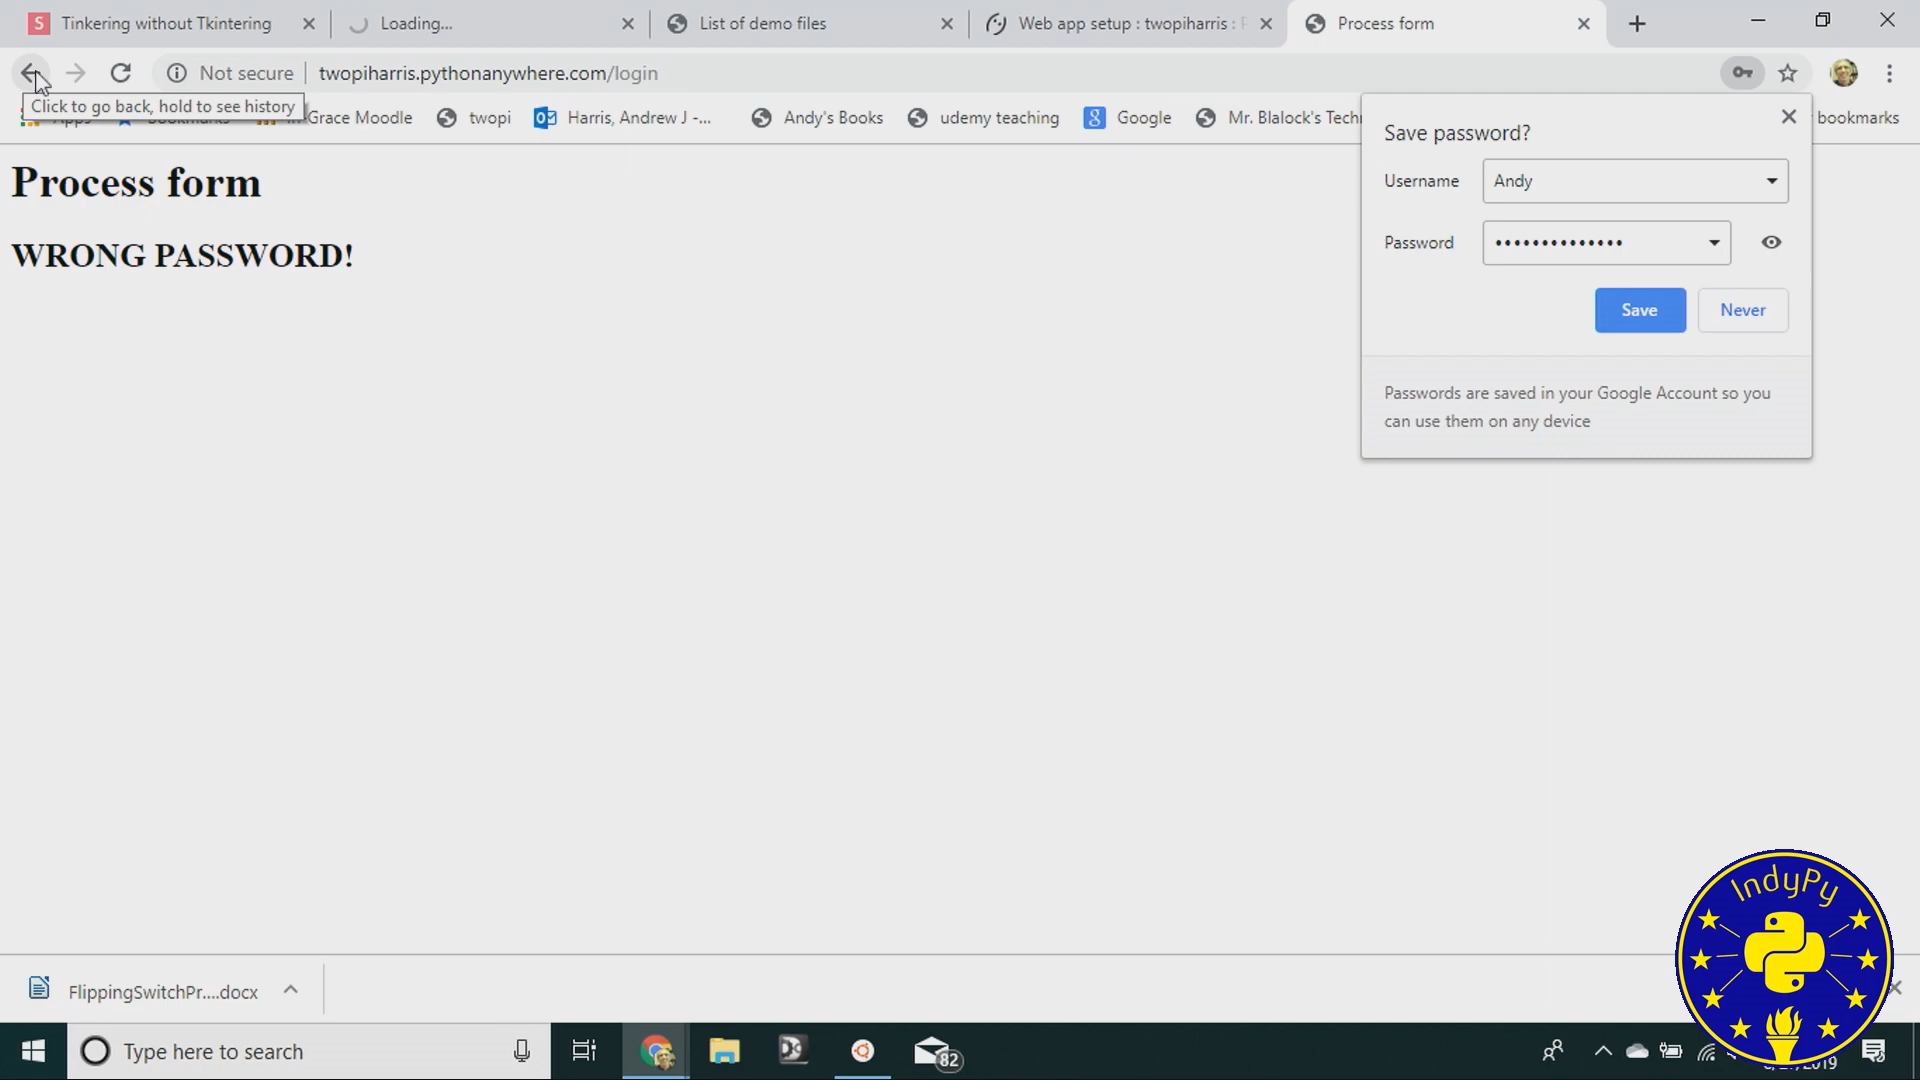 Tinkering without Tkintering
Loading...
List of demo files
Web app setup : twopiharris :
Process form
Not secure
twopiharris.pythonanywhere.com/login
Click to go back, hold to see history
Grace Moodle
twopi
Harris, Andrew J -...
Andy's Books
udemy teaching
Google
Mr. Blalock's
bookmarks
Process form
WRONG PASSWORD!
Save password?
Username
Andy
Password
••••••••••••••
Save
Never
Passwords are saved in your Google Account so you
can use them on any device
IndyPy
FlippingSwitchPr....docx
Type here to search
82